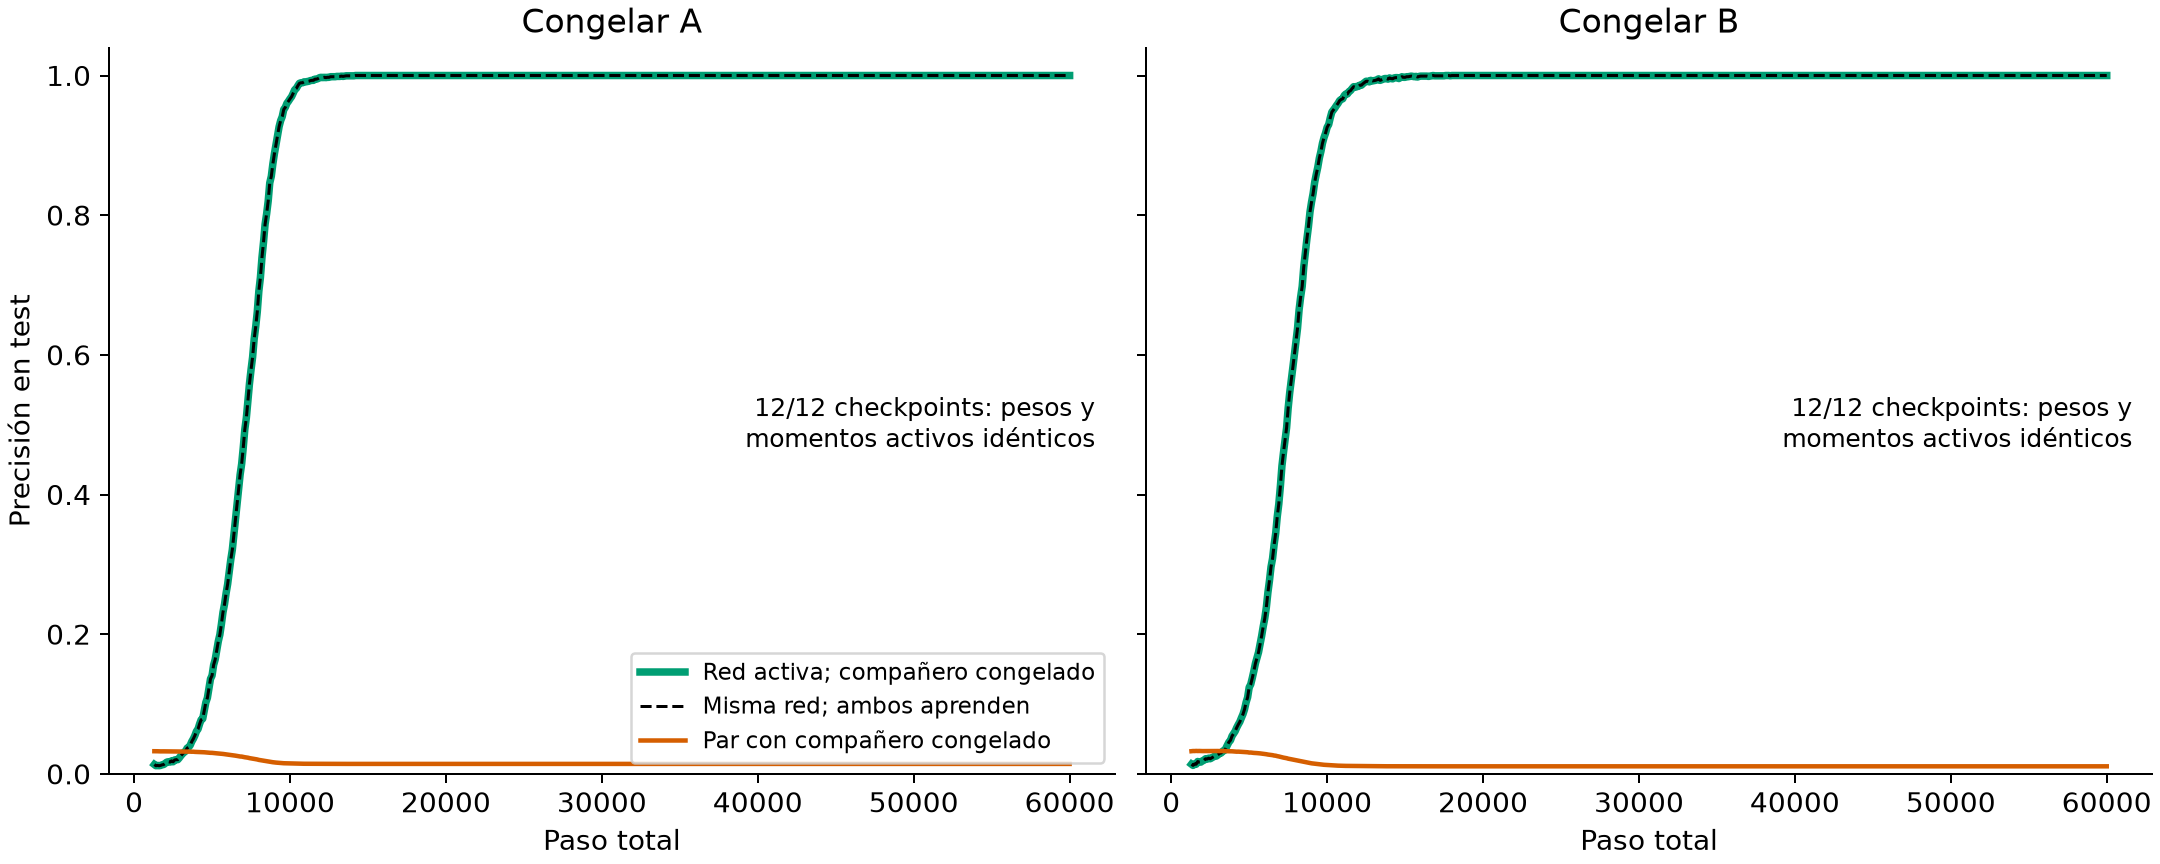 Congelar A
Congelar B
Precisión en test
1.0
0.8
0.6
0.4
0.2
0.0
12/12 checkpoints: pesos y
momentos activos idénticos
Red activa; compañero congelado
Misma red; ambos aprenden
Par con compañero congelado
0 10000 20000 30000 40000 50000 60000
Paso total
12/12 checkpoints: pesos y
momentos activos idénticos
0 10000 20000 30000 40000 50000 60000
Paso total